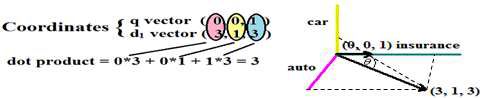 Coordinates { q vector (0, 0, 1)
d₁ vector (3, 1, 3)
dot product = 0*3 + 0*1 + 1*3 = 3
car
(0, 0, 1) insurance
θ
auto
(3, 1, 3)